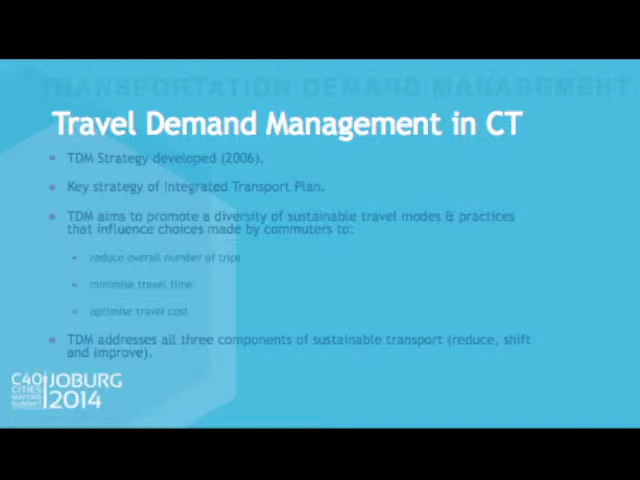 TRANSPORTATION DEMAND MANAGEMENT
Travel Demand Management in CT
• TDM Strategy developed (2006).
• Key strategy of Integrated Transport Plan.
• TDM aims to promote a diversity of sustainable travel modes & practices
that influence choices made by commuters to:
• reduce overall number of trips
• minimise travel time
• optimise travel cost
• TDM addresses all three components of sustainable transport (reduce, shift
and improve).
C40 JOBURG
CITIES
MAYORS
SUMMIT
2014